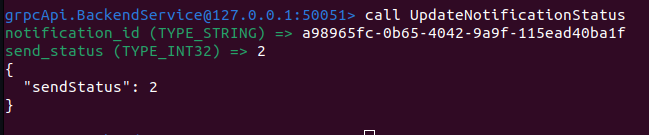 grpcApi.BackendService@127.0.0.1:50051> call UpdateNotificationStatus
notification_id (TYPE_STRING) => a98965fc-0b65-4042-9a9f-115ead40ba1f
send_status (TYPE_INT32) => 2
{
  "sendStatus": 2
}